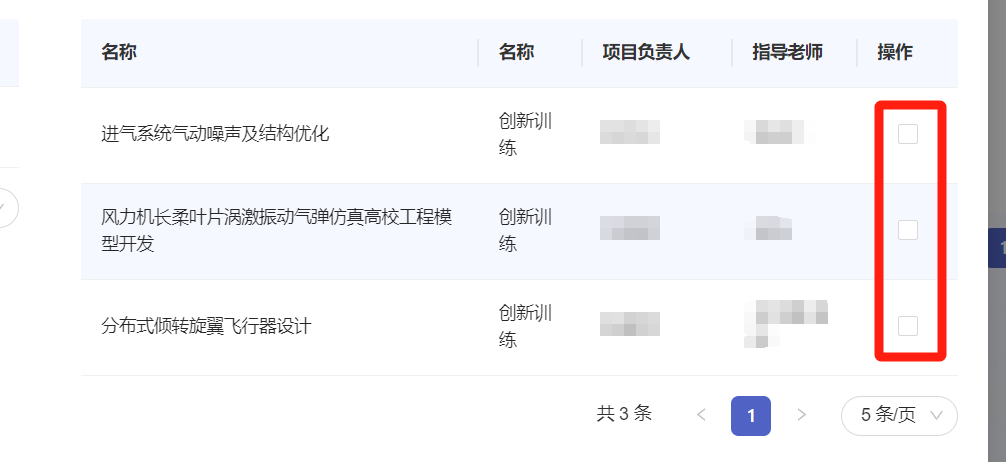 名称 名称 项目负责人 指导老师 操作
进气系统气动噪声及结构优化
创新训
练
风力机长柔叶片涡激振动气弹仿真高校工程模
型开发
创新训
练
分布式倾转旋翼飞行器设计
创新训
练
共 3 条 < 1 > 5 条/页